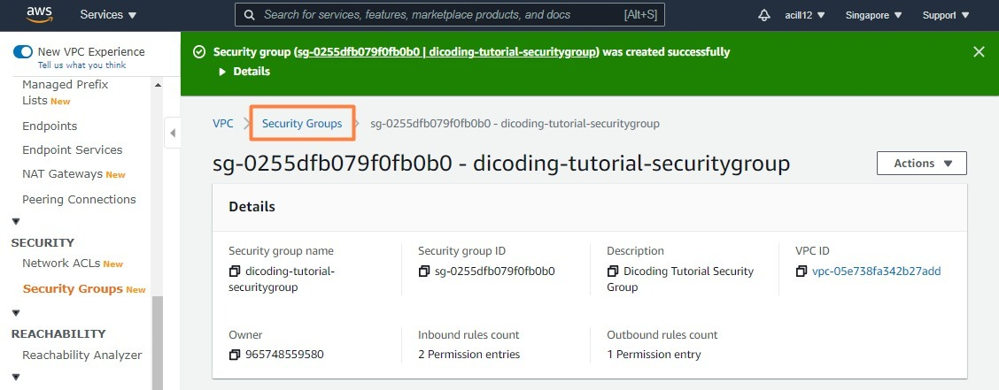 aws
Services
Search for services, features, marketplace products, and docs
[Alt+S]
acill12
Singapore
Support
New VPC Experience
Tell us what you think
Managed Prefix
Lists New
Endpoints
Endpoint Services
NAT Gateways New
Peering Connections
SECURITY
Network ACLs New
Security Groups New
REACHABILITY
Reachability Analyzer
Security group (sg-0255dfb079f0fb0b0 | dicoding-tutorial-securitygroup) was created successfully
Details
VPC
Security Groups
sg-0255dfb079f0fb0b0 - dicoding-tutorial-securitygroup
sg-0255dfb079f0fb0b0 - dicoding-tutorial-securitygroup
Actions
Details
Security group name
dicoding-tutorial-
securitygroup
Security group ID
sg-0255dfb079f0fb0b0
Description
Dicoding Tutorial Security
Group
VPC ID
vpc-05e738fa342b27add
Owner
965748559580
Inbound rules count
2 Permission entries
Outbound rules count
1 Permission entry